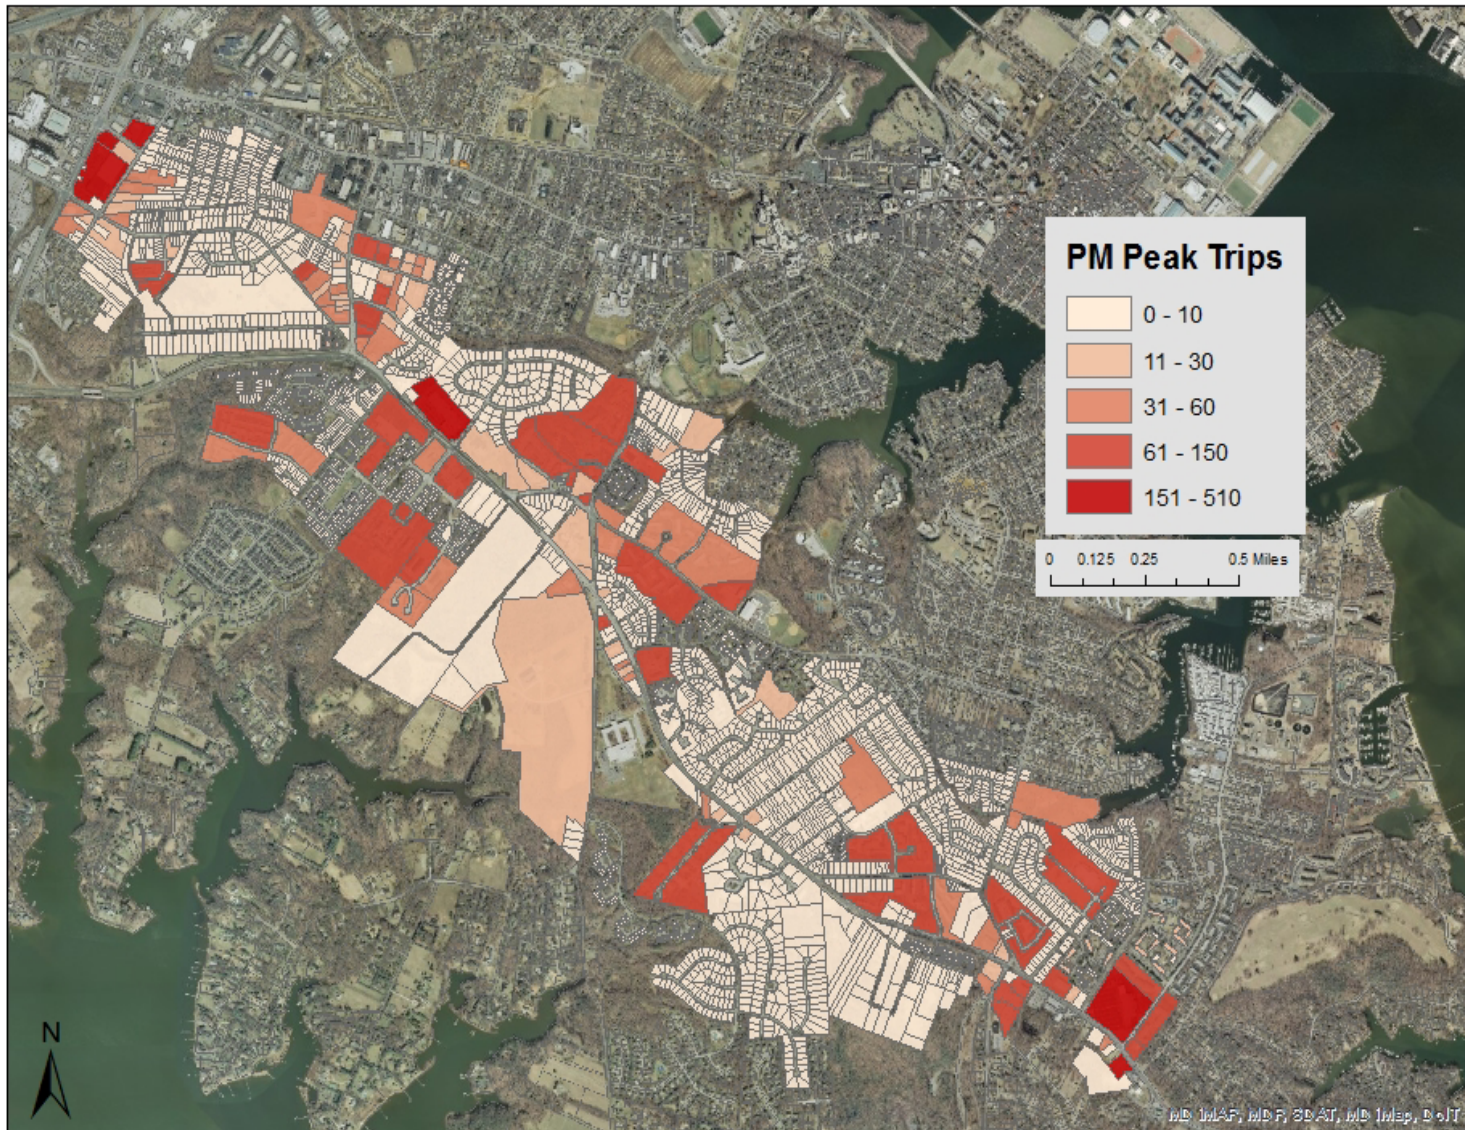 PM Peak Trips
0 - 10
11 - 30
31 - 60
61 - 150
151 - 510
0 0.125 0.25 0.5 Miles
N
MD iMAP, MDP, SDAT, MD iMap, DoIT